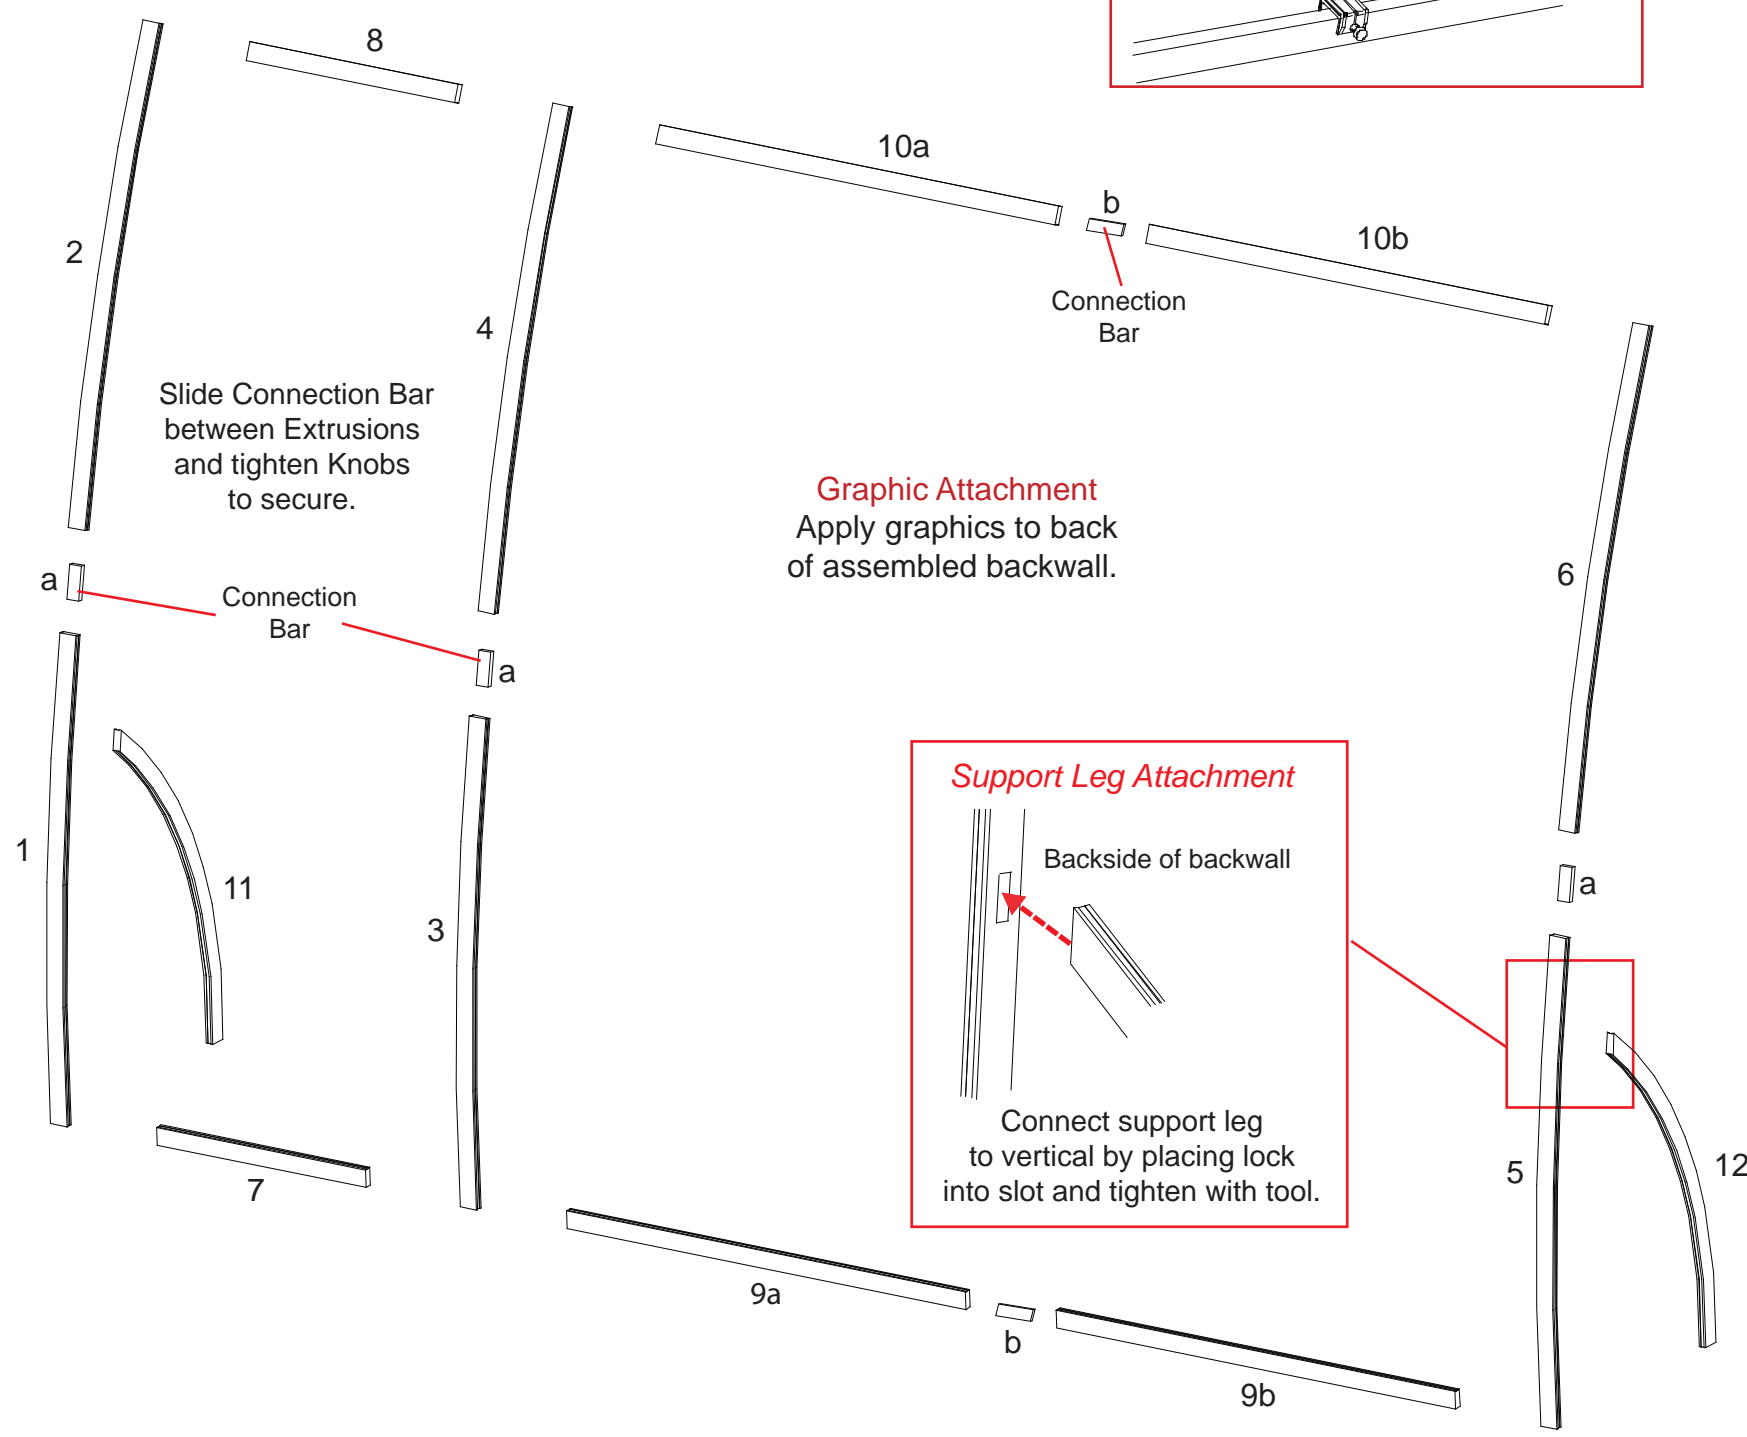 8
10a
b
10b
2
4
Connection
Bar
Slide Connection Bar
between Extrusions
and tighten Knobs
to secure.
Graphic Attachment
Apply graphics to back
of assembled backwall.
6
a
Connection
Bar
a
Support Leg Attachment
Backside of backwall
Connect support leg
to vertical by placing lock
into slot and tighten with tool.
1
11
3
a
5
12
7
9a
b
9b